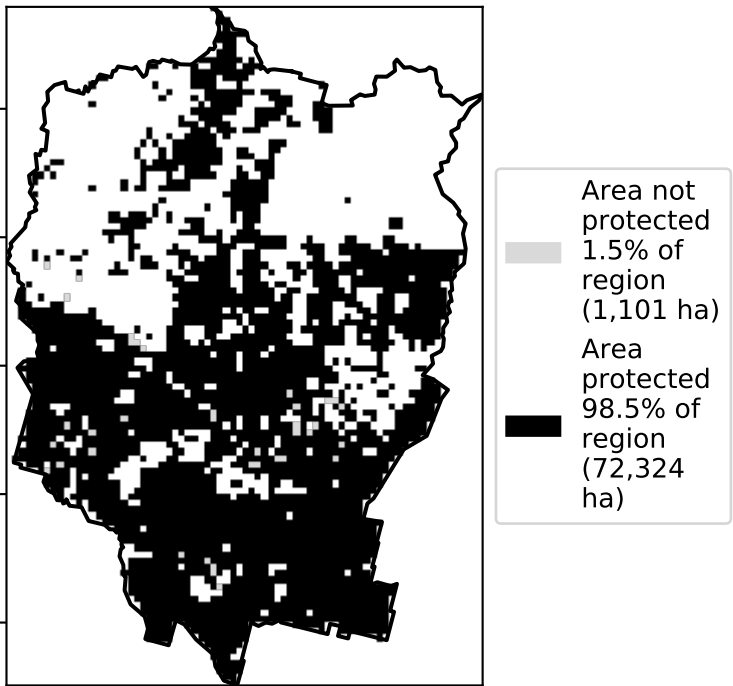 Area not
protected
1.5% of
region
(1,101 ha)
Area
protected
98.5% of
region
(72,324
ha)